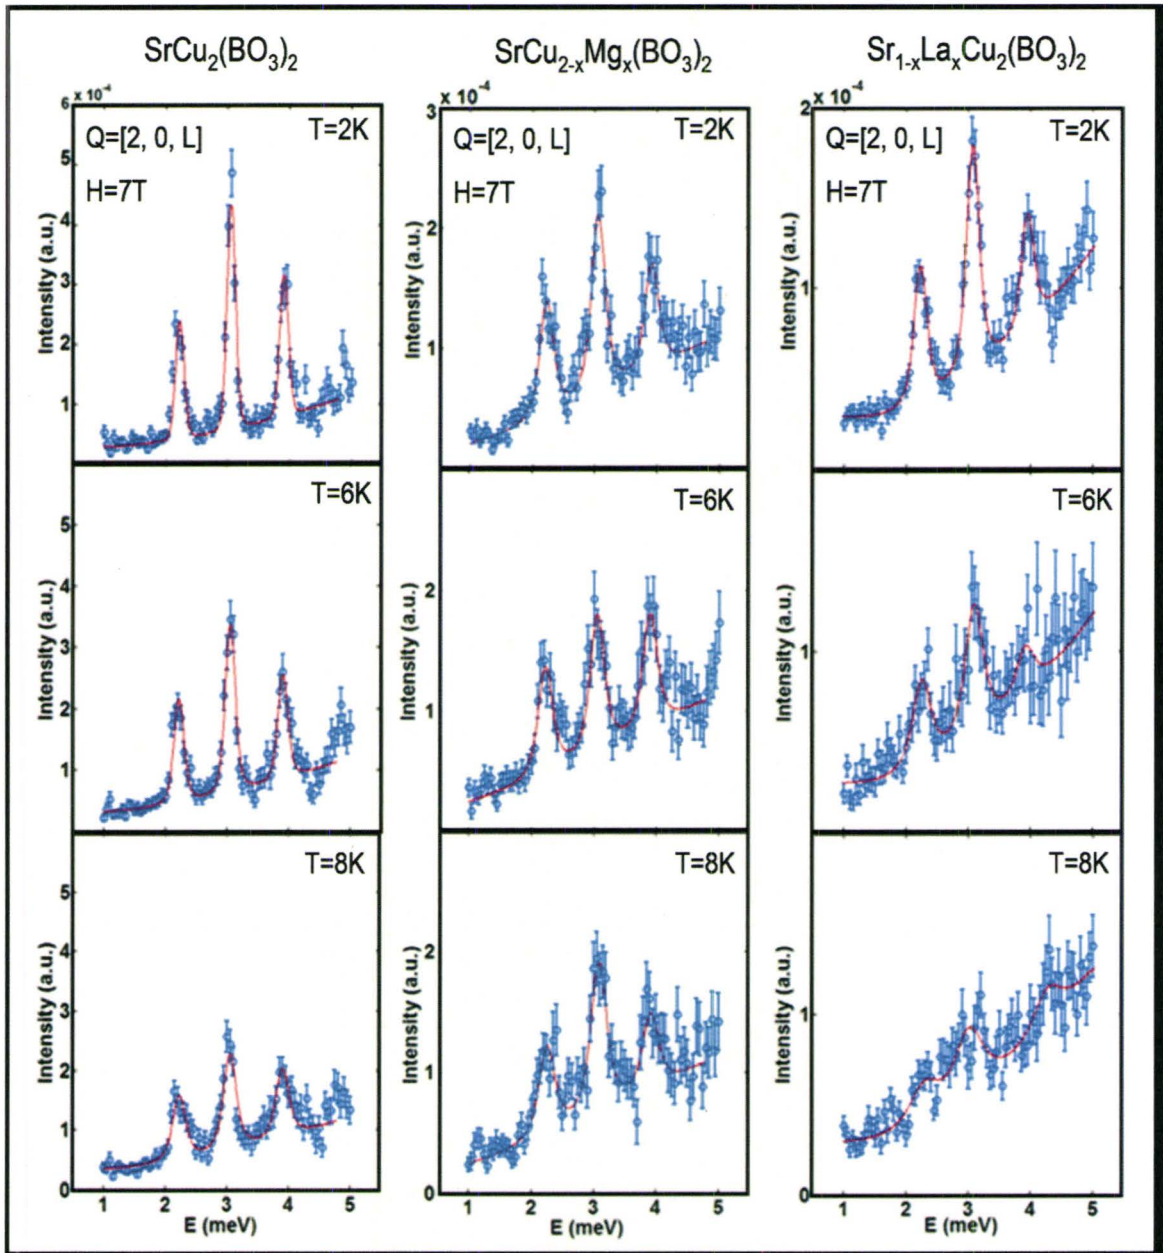 SrCu₂(BO₃)₂
SrCu₂₋ₓMgₓ(BO₃)₂
Sr₁₋ₓLaₓCu₂(BO₃)₂
6 x 10⁻⁴
Q=[2, 0, L]
T=2K
H=7T
5
4
3
2
1
Intensity (a.u.)
3 x 10⁻⁴
Q=[2, 0, L]
T=2K
H=7T
2
1
Intensity (a.u.)
2 x 10⁻⁴
Q=[2, 0, L]
T=2K
H=7T
1
Intensity (a.u.)
T=6K
5
4
3
2
1
Intensity (a.u.)
T=6K
2
1
Intensity (a.u.)
T=6K
1
Intensity (a.u.)
T=8K
5
4
3
2
1
0
Intensity (a.u.)
1 2 3 4 5
E (meV)
T=8K
2
1
0
Intensity (a.u.)
1 2 3 4 5
E (meV)
T=8K
1
0
Intensity (a.u.)
1 2 3 4 5
E (meV)